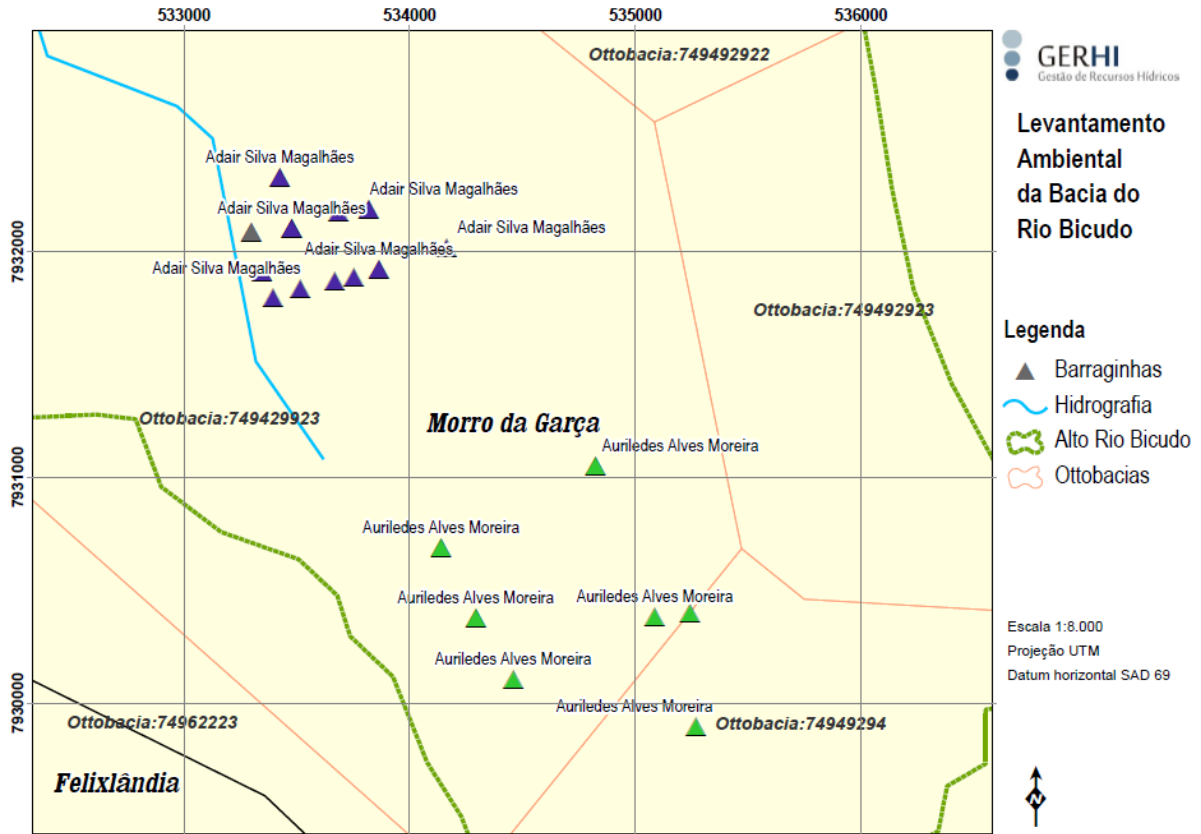 533000
534000
535000
536000
Ottobacia:749492922
Adair Silva Magalhães
Adair Silva Magalhães
Adair Silva Magalhães
Adair Silva Magalhães
Adair Silva Magalhães
Adair Silva Magalhães
7932000
Ottobacia:749492923
Ottobacia:749429923
Morro da Garça
Auriledes Alves Moreira
7931000
Auriledes Alves Moreira
Auriledes Alves Moreira
Auriledes Alves Moreira
Auriledes Alves Moreira
Auriledes Alves Moreira
7930000
Ottobacia:74962223
Ottobacia:74949294
Felixlândia
GERHI
Gestão de Recursos Hídricos
Levantamento
Ambiental
da Bacia do
Rio Bicudo
Legenda
Barraginhas
Hidrografia
Alto Rio Bicudo
Ottobacias
Escala 1:8.000
Projeção UTM
Datum horizontal SAD 69
N